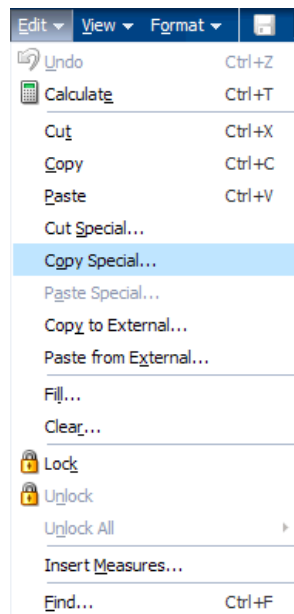 Edit View Format
Undo Ctrl+Z
Calculate Ctrl+T
Cut Ctrl+X
Copy Ctrl+C
Paste Ctrl+V
Cut Special...
Copy Special...
Paste Special...
Copy to External...
Paste from External...
Fill...
Clear...
Lock
Unlock
Unlock All
Insert Measures...
Find... Ctrl+F